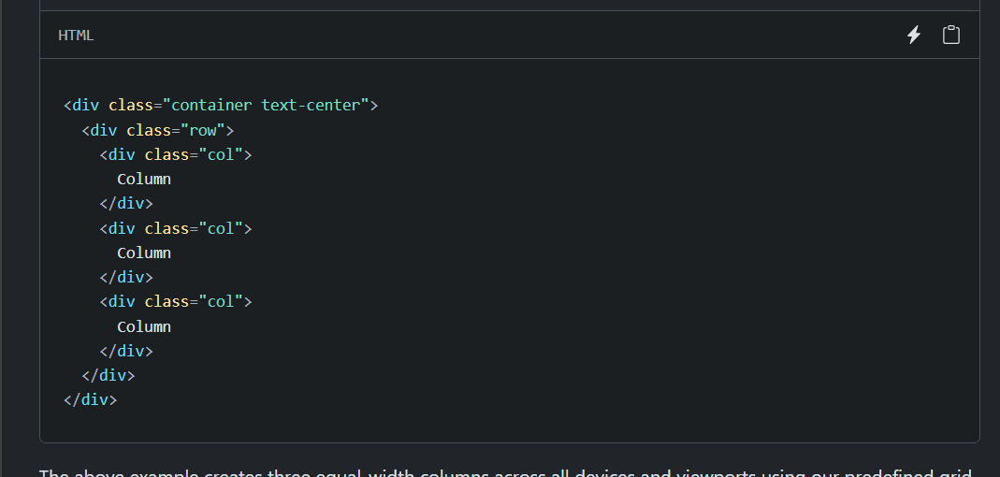 HTML
<div class="container text-center">
  <div class="row">
    <div class="col">
      Column
    </div>
    <div class="col">
      Column
    </div>
    <div class="col">
      Column
    </div>
  </div>
</div>
The above example creates three equal-width columns across all devices and viewports using our predefined grid